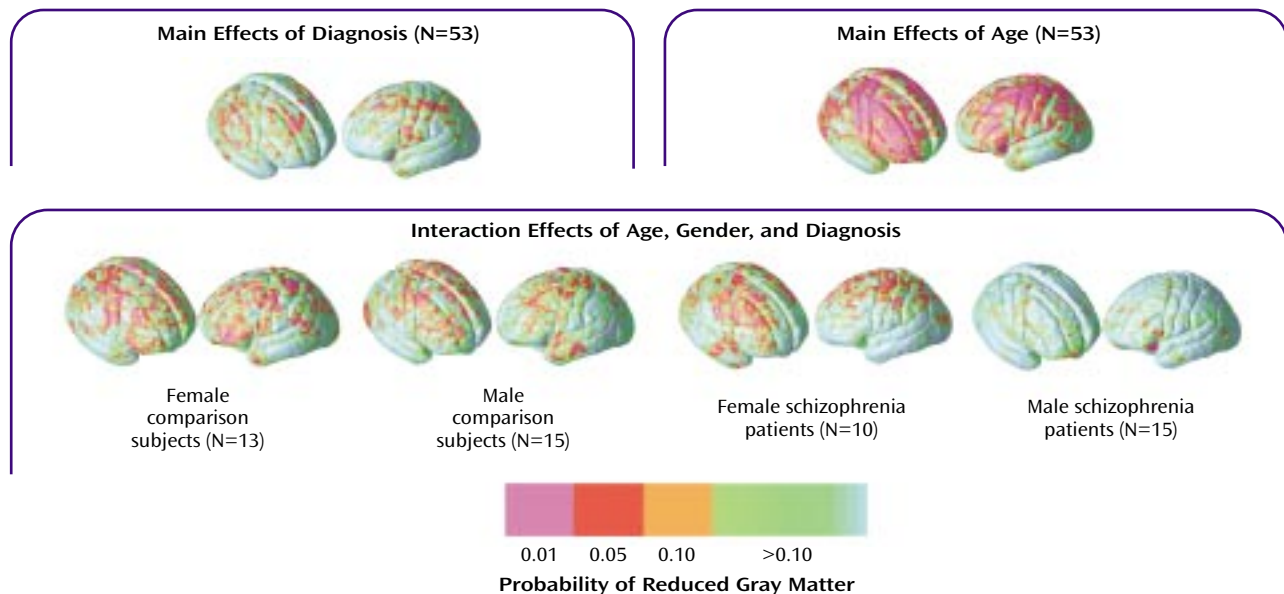 Main Effects of Diagnosis (N=53)
Main Effects of Age (N=53)
Interaction Effects of Age, Gender, and Diagnosis
Female
comparison
subjects (N=13)
Male
comparison
subjects (N=15)
Female schizophrenia
patients (N=10)
Male schizophrenia
patients (N=15)
0.01 0.05 0.10 >0.10
Probability of Reduced Gray Matter